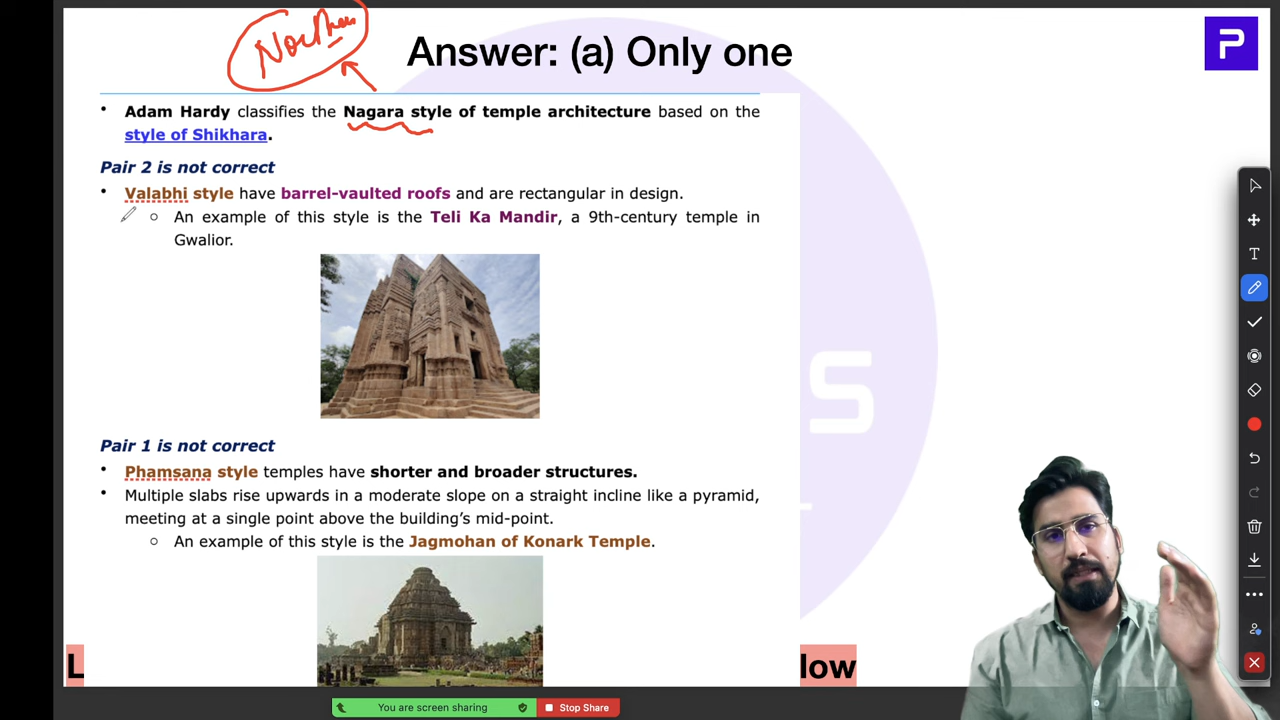 Northern
Answer: (a) Only one
P
• Adam Hardy classifies the Nagara style of temple architecture based on the
style of Shikhara.
Pair 2 is not correct
• Valabhi style have barrel-vaulted roofs and are rectangular in design.
o An example of this style is the Teli Ka Mandir, a 9th-century temple in
Gwalior.
S
Pair 1 is not correct
• Phamsana style temples have shorter and broader structures.
• Multiple slabs rise upwards in a moderate slope on a straight incline like a pyramid,
meeting at a single point above the building’s mid-point.
o An example of this style is the Jagmohan of Konark Temple.
L
low
T
You are screen sharing
Stop Share